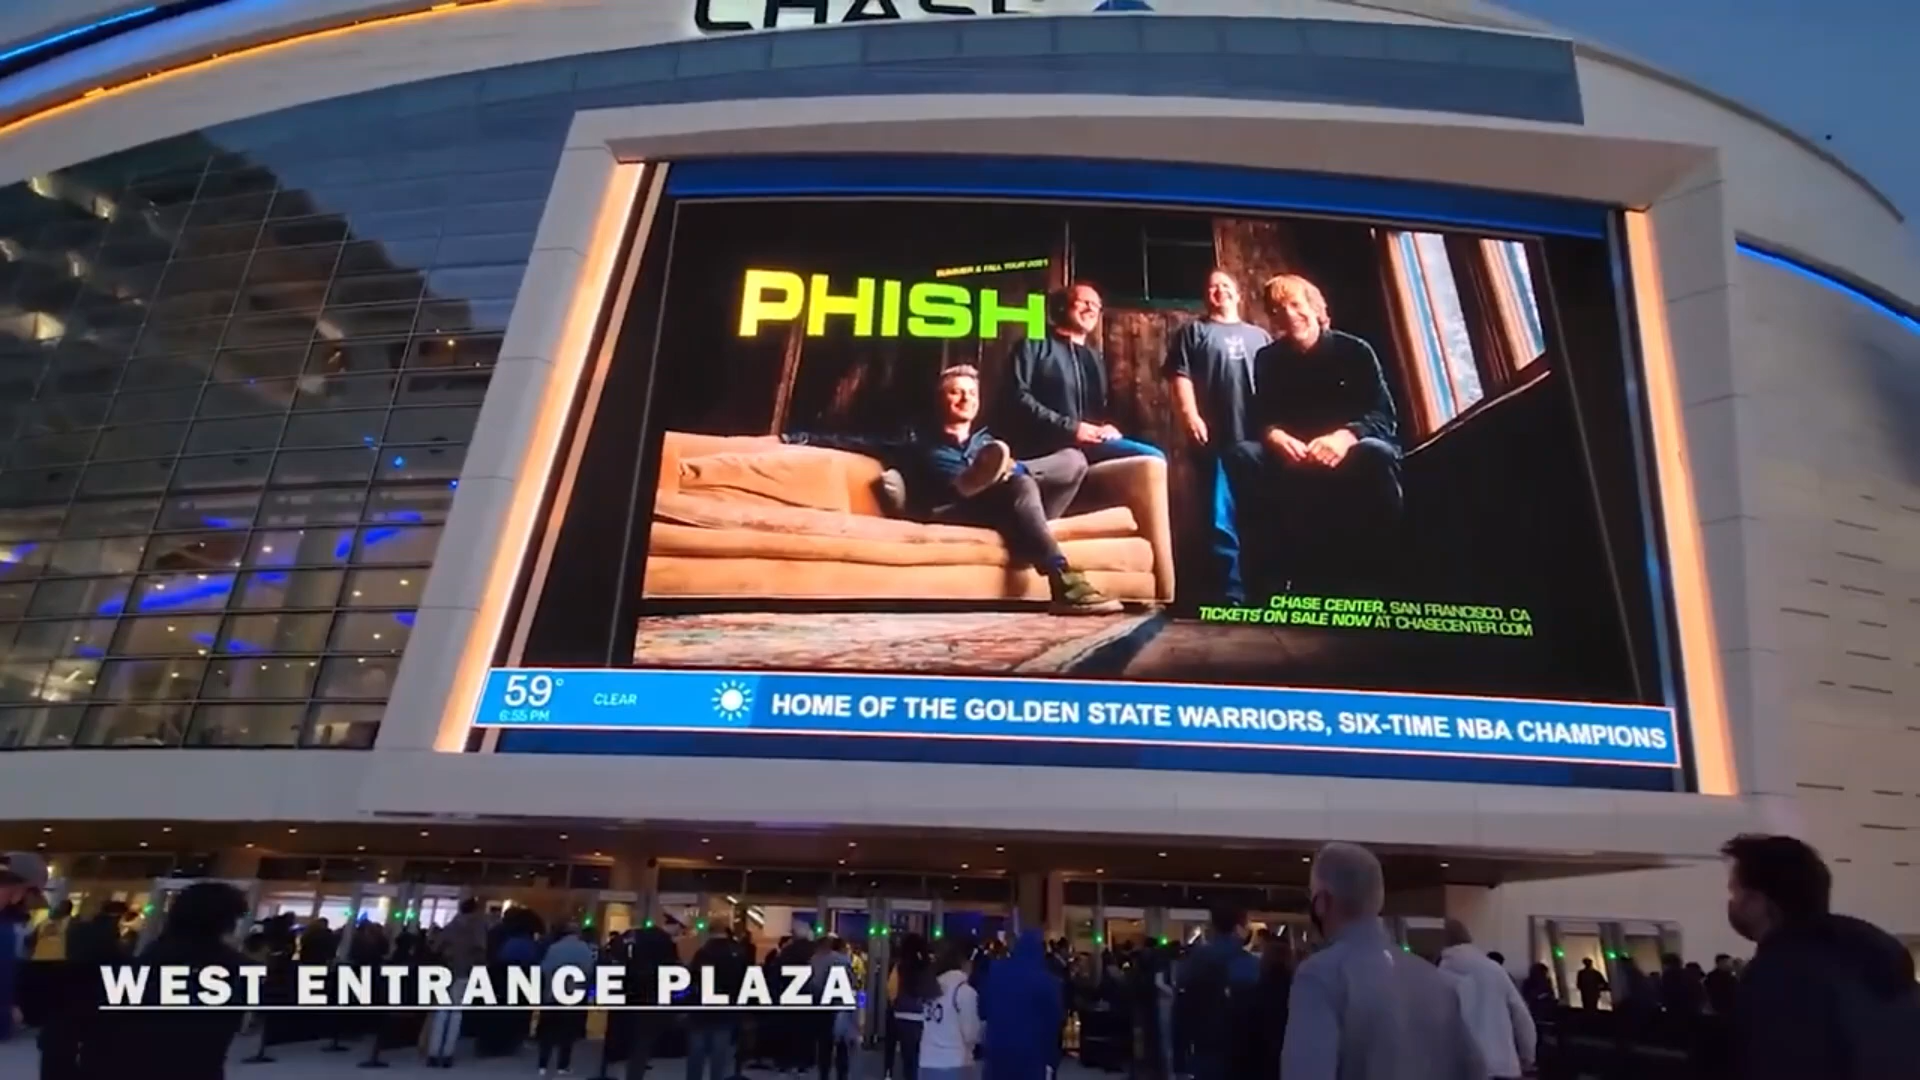 CHASE
SUMMER & FALL TOUR 2021
PHISH
CHASE CENTER, SAN FRANCISCO, CA
TICKETS ON SALE NOW AT CHASECENTER.COM
59°
6:55 PM
CLEAR
HOME OF THE GOLDEN STATE WARRIORS, SIX-TIME NBA CHAMPIONS
WEST ENTRANCE PLAZA
30